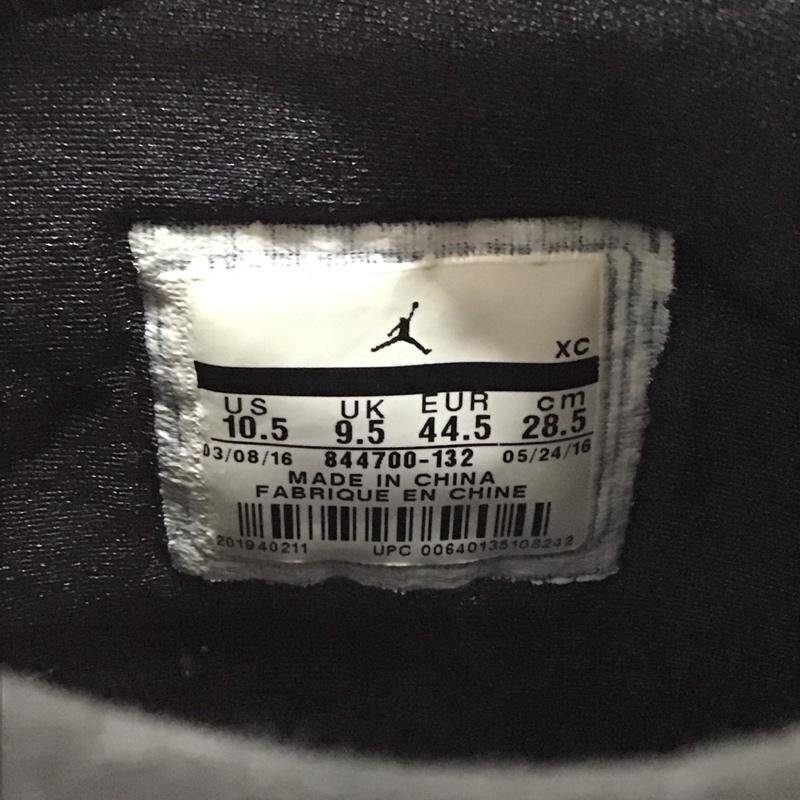 XC
US UK EUR cm
10.5 9.5 44.5 28.5
03/08/16 844700-132 05/24/16
MADE IN CHINA
FABRIQUE EN CHINE
201940211 UPC 00640135108242